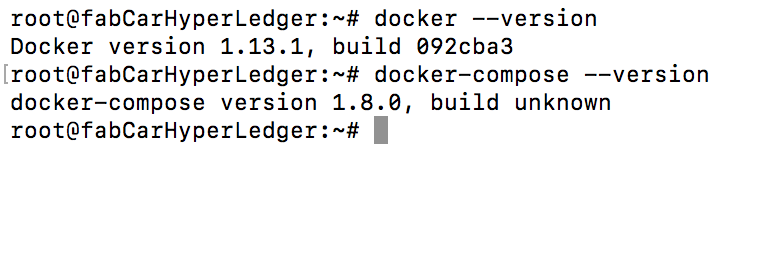 root@fabCarHyperLedger:~# docker --version
Docker version 1.13.1, build 092cba3
[root@fabCarHyperLedger:~# docker-compose --version
docker-compose version 1.8.0, build unknown
root@fabCarHyperLedger:~#